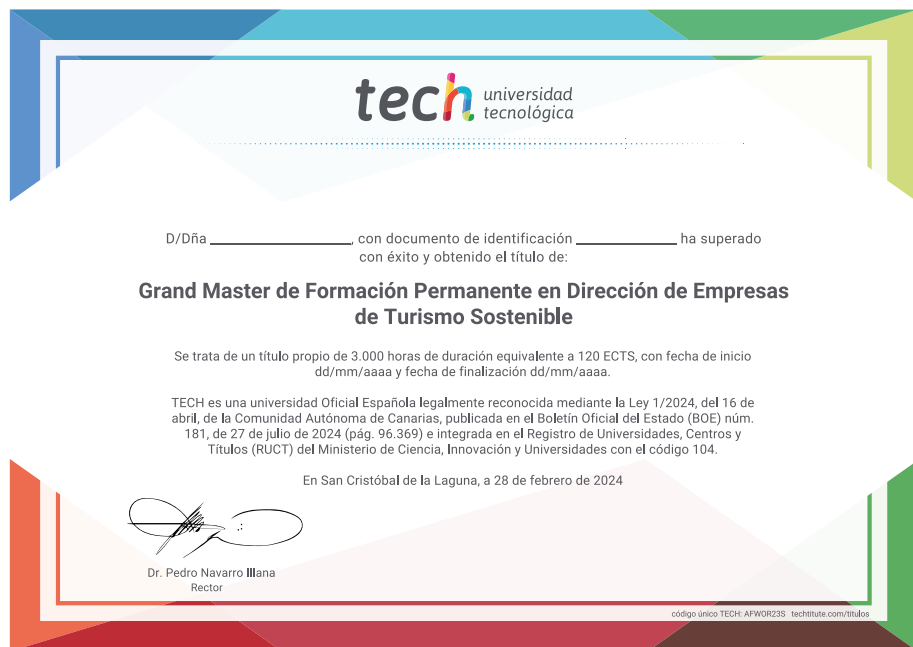 tech universidad
tecnológica
D/Dña ____________________, con documento de identificación ______________ ha superado
con éxito y obtenido el título de:
Grand Master de Formación Permanente en Dirección de Empresas
de Turismo Sostenible
Se trata de un título propio de 3.000 horas de duración equivalente a 120 ECTS, con fecha de inicio
dd/mm/aaaa y fecha de finalización dd/mm/aaaa.
TECH es una universidad Oficial Española legalmente reconocida mediante la Ley 1/2024, del 16 de
abril, de la Comunidad Autónoma de Canarias, publicada en el Boletín Oficial del Estado (BOE) núm.
181, de 27 de julio de 2024 (pág. 96.369) e integrada en el Registro de Universidades, Centros y
Títulos (RUCT) del Ministerio de Ciencia, Innovación y Universidades con el código 104.
En San Cristóbal de la Laguna, a 28 de febrero de 2024
Dr. Pedro Navarro Illana
Rector
código único TECH: AFWOR23S techtitute.com/titulos